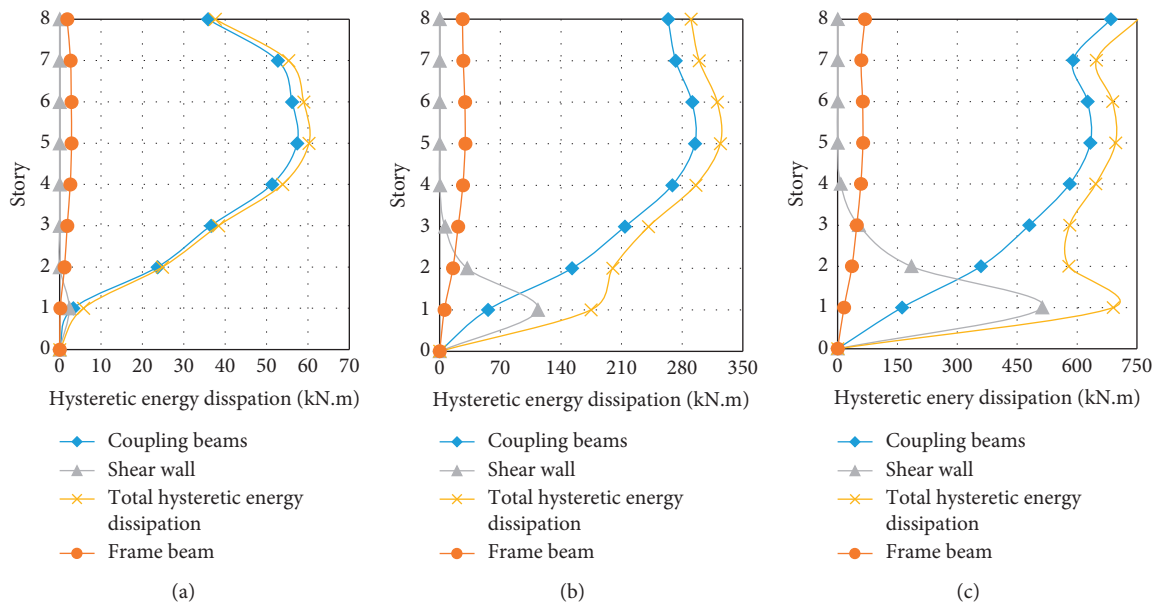 8
7
6
5
4
3
2
1
0
Story
0 10 20 30 40 50 60 70
Hysteretic energy disspation (kN.m)
Coupling beams
Shear wall
Total hysteretic energy
dissipation
Frame beam
(a)
8
7
6
5
4
3
2
1
0
Story
0 70 140 210 280 350
Hysteretic energy dissipation (kN.m)
Coupling beams
Shear wall
Total hysteretic energy
dissipation
Frame beam
(b)
8
7
6
5
4
3
2
1
0
Story
0 150 300 450 600 750
Hysteretic enery dissipation (kN.m)
Coupling beams
Shear wall
Total hysteretic energy
dissipation
Frame beam
(c)